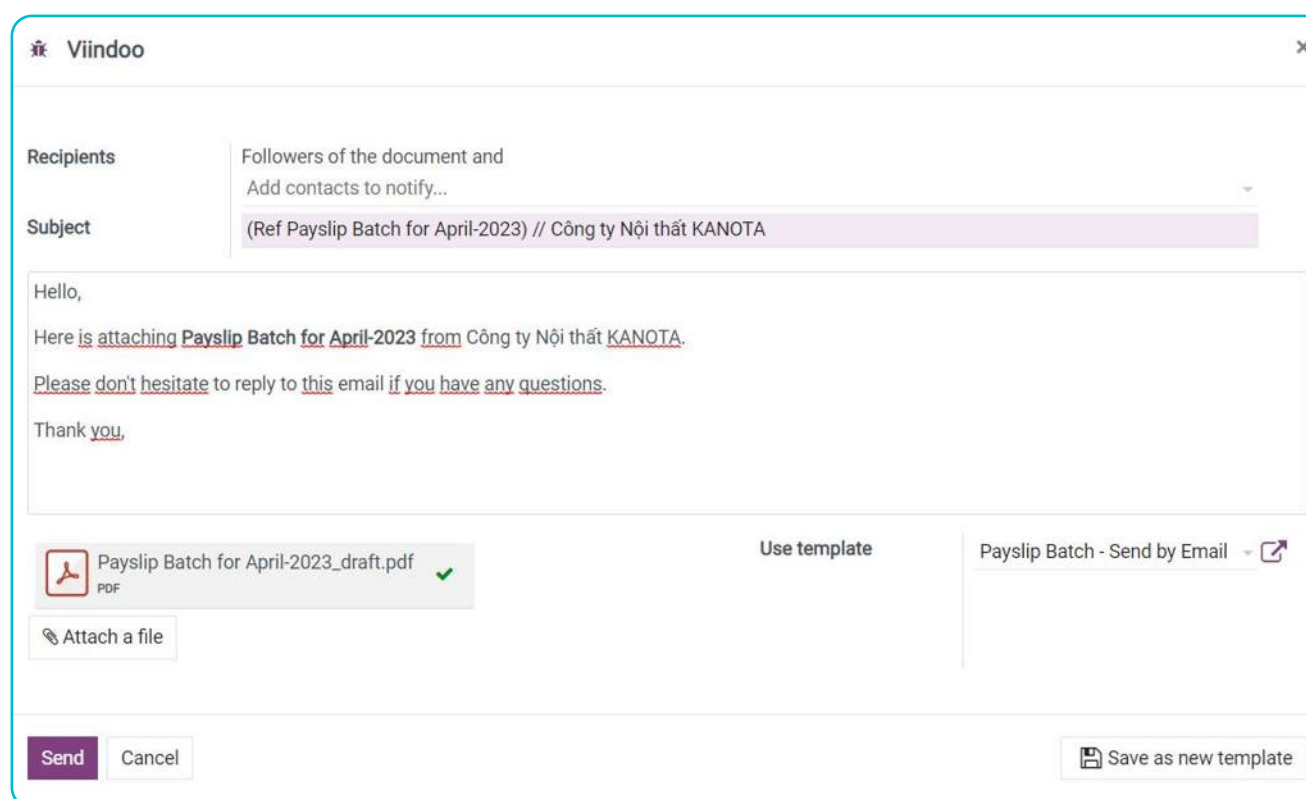 Viindoo
Recipients
Followers of the document and
Add contacts to notify...
Subject
(Ref Payslip Batch for April-2023) // Công ty Nội thất KANOTA
Hello,
Here is attaching Payslip Batch for April-2023 from Công ty Nội thất KANOTA.
Please don't hesitate to reply to this email if you have any questions.
Thank you,
Payslip Batch for April-2023_draft.pdf
PDF
Use template
Payslip Batch - Send by Email
Attach a file
Send
Cancel
Save as new template